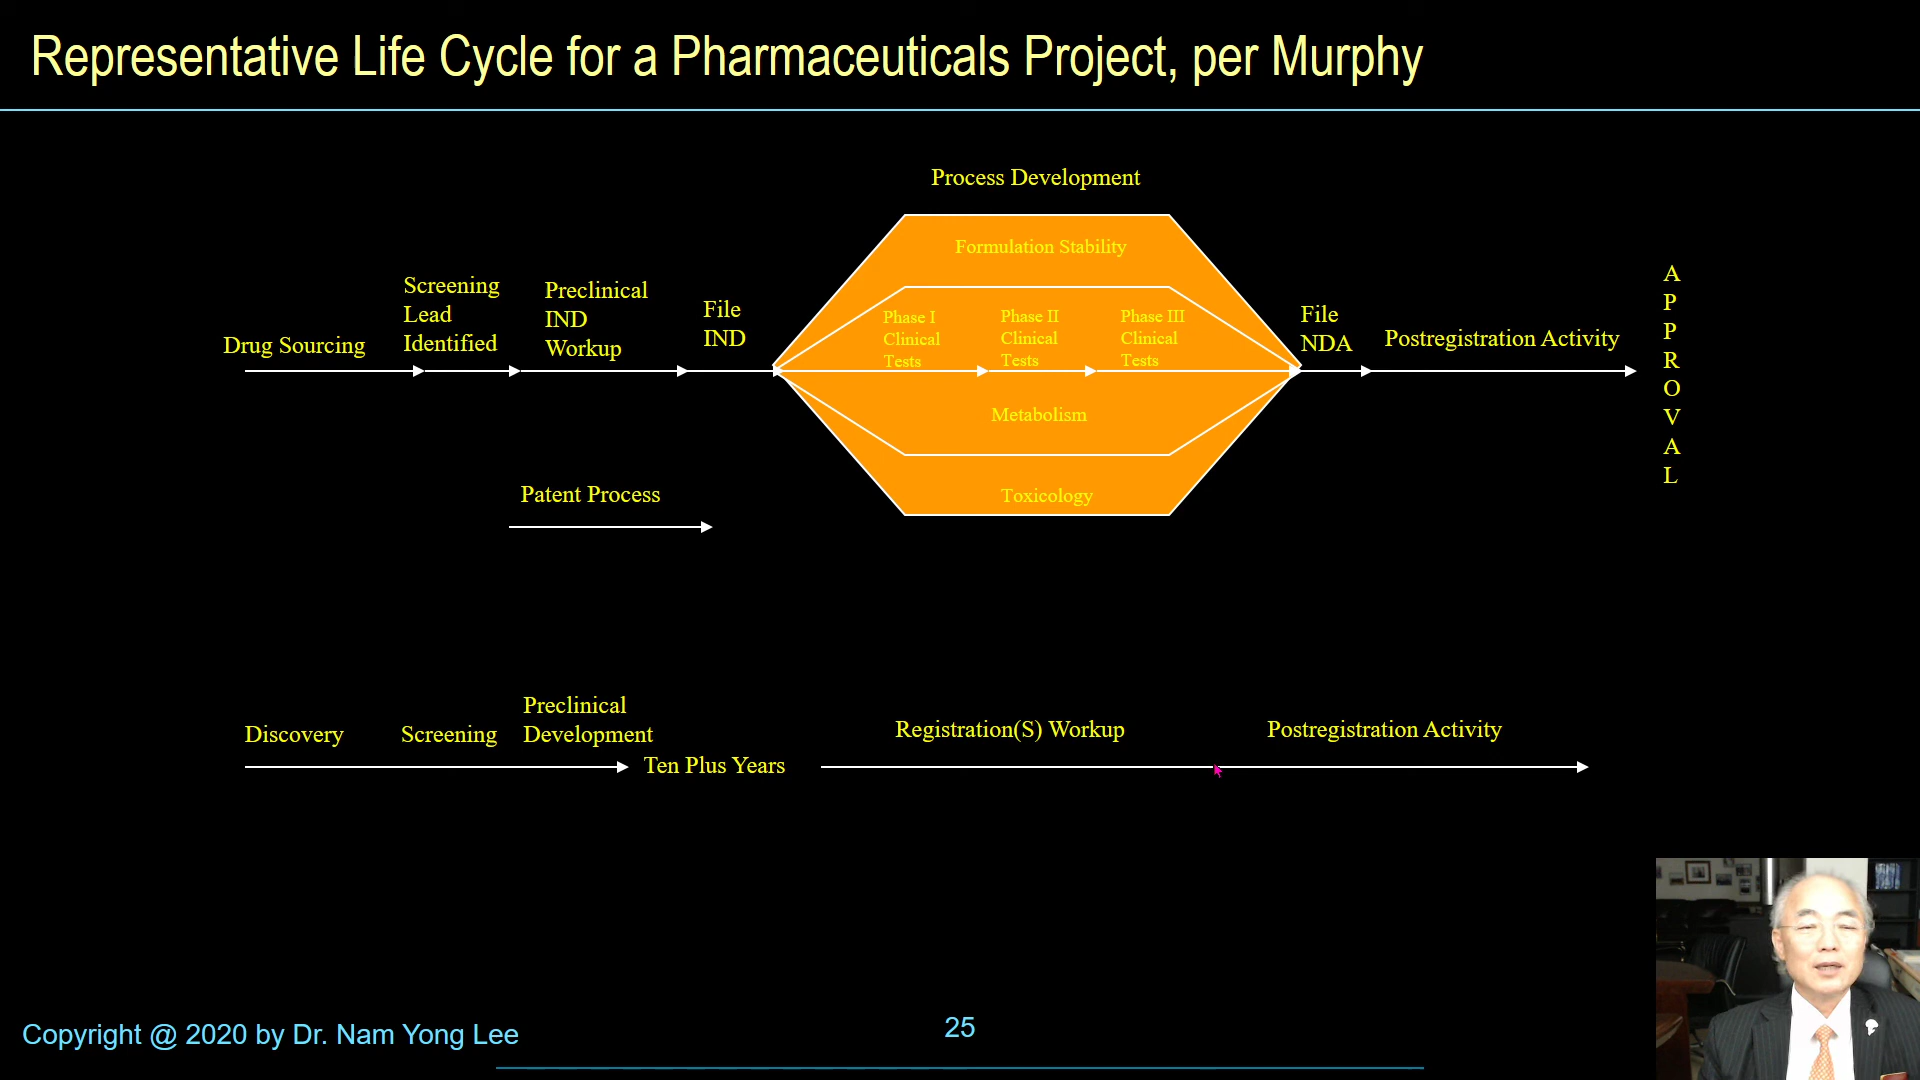 Representative Life Cycle for a Pharmaceuticals Project, per Murphy
Process Development
Formulation Stability
Drug Sourcing
Screening
Lead
Identified
Preclinical
IND
Workup
File
IND
Phase I
Clinical
Tests
Phase II
Clinical
Tests
Phase III
Clinical
Tests
File
NDA
Postregistration Activity
A
P
P
R
O
V
A
L
Metabolism
Toxicology
Patent Process
Discovery
Screening
Preclinical
Development
Ten Plus Years
Registration(S) Workup
Postregistration Activity
Copyright @ 2020 by Dr. Nam Yong Lee
25